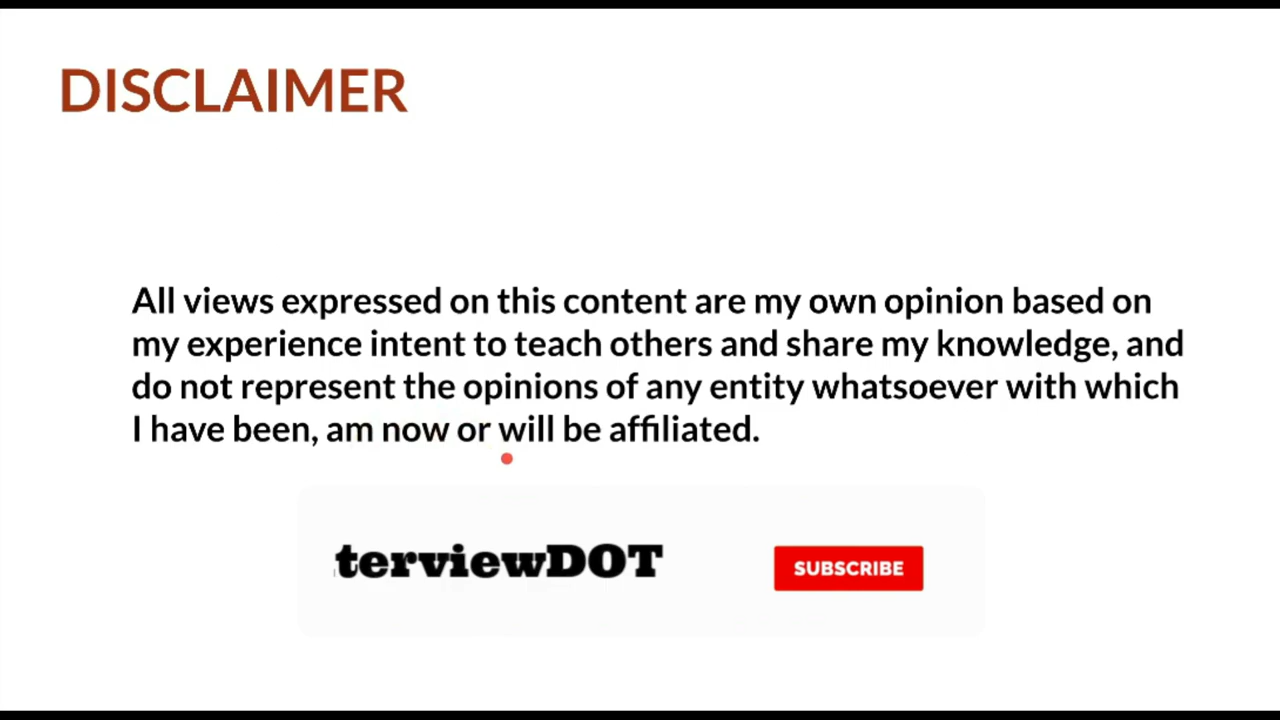 DISCLAIMER
All views expressed on this content are my own opinion based on
my experience intent to teach others and share my knowledge, and
do not represent the opinions of any entity whatsoever with which
I have been, am now or will be affiliated.
terviewDOT
SUBSCRIBE